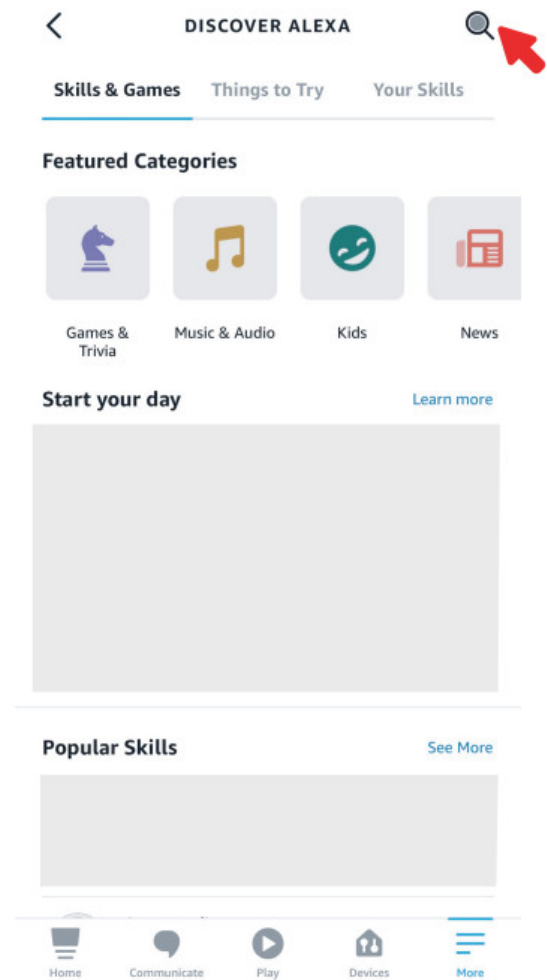 DISCOVER ALEXA
Skills & Games Things to Try Your Skills
Featured Categories
Games & Trivia
Music & Audio
Kids
News
Start your day Learn more
Popular Skills See More
Home Communicate Play Devices More